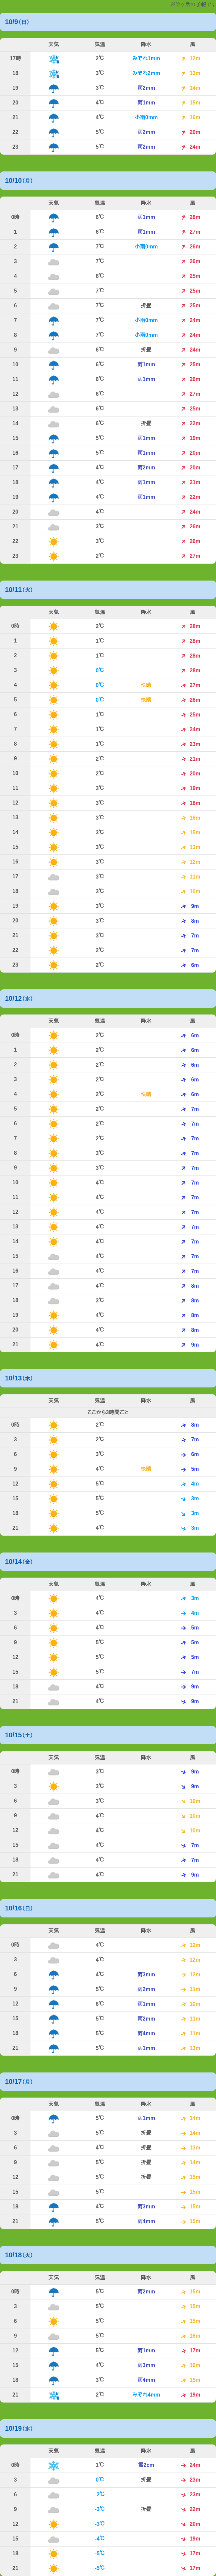 10/9(日)
天気 気温 降水 風
17時 2℃ みぞれ1mm 12m
18 3℃ みぞれ2mm 13m
19 3℃ 雨2mm 14m
20 4℃ 雨1mm 15m
21 4℃ 小雨0mm 16m
22 5℃ 雨2mm 20m
23 5℃ 雨2mm 24m
10/10(月)
天気 気温 降水 風
0時 6℃ 雨1mm 28m
1 6℃ 雨1mm 27m
2 7℃ 小雨0mm 26m
3 7℃ 26m
4 8℃ 25m
5 7℃ 25m
6 7℃ 折畳 25m
7 7℃ 小雨0mm 24m
8 7℃ 小雨0mm 24m
9 6℃ 折畳 24m
10 6℃ 雨1mm 25m
11 6℃ 雨1mm 26m
12 6℃ 27m
13 6℃ 25m
14 6℃ 折畳 22m
15 5℃ 雨1mm 19m
16 5℃ 雨1mm 20m
17 4℃ 雨2mm 20m
18 4℃ 雨1mm 21m
19 4℃ 雨1mm 22m
20 4℃ 24m
21 3℃ 26m
22 3℃ 26m
23 2℃ 27m
10/11(火)
天気 気温 降水 風
0時 2℃ 28m
1 1℃ 28m
2 1℃ 28m
3 0℃ 28m
4 0℃ 快晴 27m
5 0℃ 快晴 26m
6 1℃ 25m
7 1℃ 24m
8 1℃ 23m
9 2℃ 21m
10 2℃ 20m
11 3℃ 19m
12 3℃ 18m
13 3℃ 16m
14 3℃ 15m
15 3℃ 13m
16 3℃ 12m
17 3℃ 11m
18 3℃ 10m
19 3℃ 9m
20 3℃ 8m
21 3℃ 7m
22 2℃ 7m
23 2℃ 6m
10/12(水)
天気 気温 降水 風
0時 2℃ 6m
1 2℃ 6m
2 2℃ 6m
3 2℃ 6m
4 2℃ 快晴 6m
5 2℃ 7m
6 2℃ 7m
7 2℃ 7m
8 3℃ 7m
9 3℃ 7m
10 4℃ 7m
11 4℃ 7m
12 4℃ 7m
13 4℃ 7m
14 4℃ 7m
15 4℃ 7m
16 4℃ 7m
17 4℃ 8m
18 3℃ 8m
19 4℃ 8m
20 4℃ 8m
21 4℃ 9m
10/13(木)
天気 気温 降水 風
ここから3時間ごと
0時 2℃ 8m
3 2℃ 7m
6 3℃ 6m
9 4℃ 快晴 5m
12 5℃ 4m
15 5℃ 3m
18 5℃ 3m
21 4℃ 3m
10/14(金)
天気 気温 降水 風
0時 4℃ 3m
3 4℃ 4m
6 4℃ 5m
9 5℃ 5m
12 5℃ 5m
15 5℃ 7m
18 4℃ 9m
21 4℃ 9m
10/15(土)
天気 気温 降水 風
0時 3℃ 9m
3 3℃ 9m
6 3℃ 10m
9 4℃ 10m
12 4℃ 10m
15 4℃ 7m
18 4℃ 7m
21 4℃ 9m
10/16(日)
天気 気温 降水 風
0時 4℃ 12m
3 4℃ 12m
6 4℃ 雨3mm 12m
9 5℃ 雨2mm 11m
12 6℃ 雨1mm 10m
15 5℃ 雨2mm 11m
18 5℃ 雨4mm 11m
21 5℃ 雨1mm 13m
10/17(月)
天気 気温 降水 風
0時 5℃ 雨1mm 14m
3 5℃ 折畳 14m
6 4℃ 折畳 13m
9 5℃ 折畳 14m
12 5℃ 折畳 15m
15 5℃ 15m
18 4℃ 雨3mm 15m
21 5℃ 雨4mm 15m
10/18(火)
天気 気温 降水 風
0時 5℃ 雨2mm 15m
3 5℃ 15m
6 5℃ 15m
9 5℃ 16m
12 5℃ 雨1mm 17m
15 4℃ 雨3mm 16m
18 3℃ 雨4mm 15m
21 2℃ みぞれ4mm 19m
10/19(水)
天気 気温 降水 風
0時 1℃ 雪2cm 24m
3 0℃ 折畳 23m
6 -2℃ 23m
9 -2℃ 折畳 22m
12 -3℃ 20m
15 -4℃ 19m
18 -5℃ 17m
21 -5℃ 17m